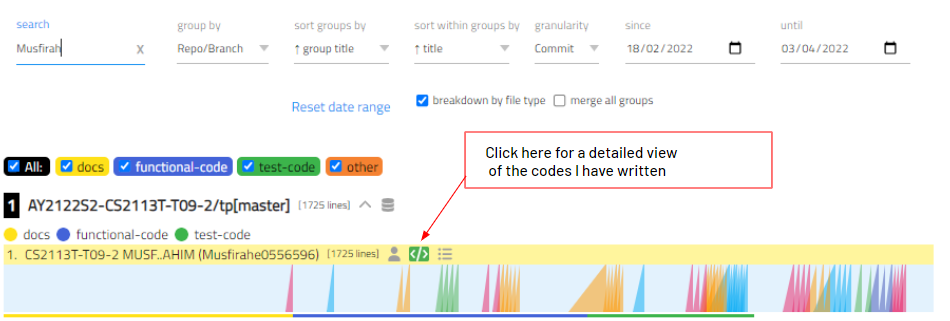 search
group by
sort groups by
sort within groups by
granularity
since
until
Musfirah
x
Repo/Branch
↑ group title
↑ title
Commit
18/02/2022
03/04/2022
Reset date range
breakdown by file type
merge all groups
All:
docs
functional-code
test-code
other
Click here for a detailed view
of the codes I have written
1 AY2122S2-CS2113T-T09-2/tp[master] [1725 lines]
docs functional-code test-code
1. CS2113T-T09-2 MUSF..AHIM (Musfirahe0556596) [1725 lines] </>